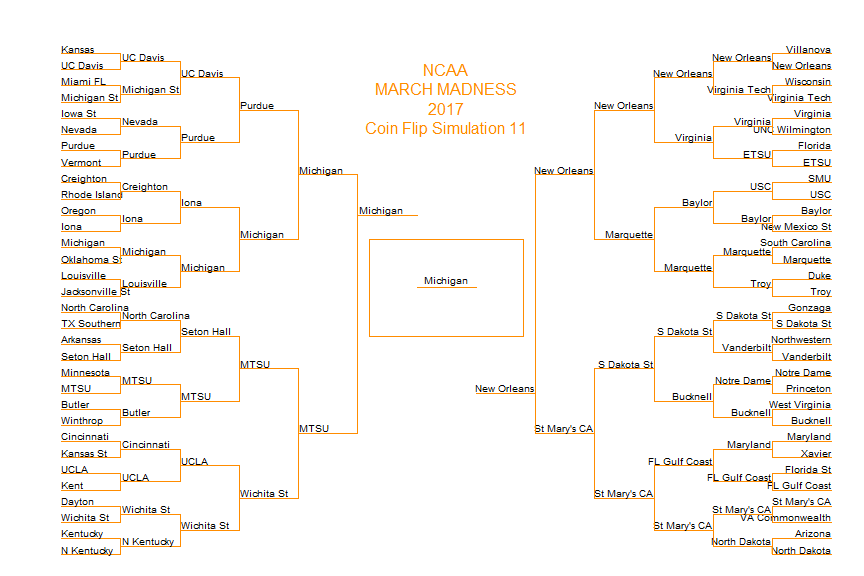 NCAA
MARCH MADNESS
2017
Coin Flip Simulation 11
Kansas
UC Davis
Miami FL
Michigan St
Iowa St
Nevada
Purdue
Vermont
Creighton
Rhode Island
Oregon
Iona
Michigan
Oklahoma St
Louisville
Jacksonville St
North Carolina
TX Southern
Arkansas
Seton Hall
Minnesota
MTSU
Butler
Winthrop
Cincinnati
Kansas St
UCLA
Kent
Dayton
Wichita St
Kentucky
N Kentucky
UC Davis
Michigan St
Nevada
Purdue
Creighton
Iona
Michigan
Louisville
North Carolina
Seton Hall
MTSU
Butler
Cincinnati
UCLA
Wichita St
N Kentucky
UC Davis
Purdue
Iona
Michigan
Seton Hall
MTSU
UCLA
Wichita St
Purdue
Michigan
MTSU
Wichita St
Michigan
MTSU
Michigan
Michigan
New Orleans
New Orleans
St Mary's CA
New Orleans
Marquette
S Dakota St
St Mary's CA
New Orleans
Virginia
Baylor
Marquette
S Dakota St
Bucknell
FL Gulf Coast
St Mary's CA
New Orleans
Virginia Tech
Virginia
ETSU
USC
Baylor
Marquette
Troy
S Dakota St
Vanderbilt
Notre Dame
Bucknell
Maryland
FL Gulf Coast
St Mary's CA
North Dakota
Villanova
New Orleans
Wisconsin
Virginia Tech
Virginia
UNC Wilmington
Florida
ETSU
SMU
USC
Baylor
New Mexico St
South Carolina
Marquette
Duke
Troy
Gonzaga
S Dakota St
Northwestern
Vanderbilt
Notre Dame
Princeton
West Virginia
Bucknell
Maryland
Xavier
Florida St
FL Gulf Coast
St Mary's CA
VA Commonwealth
Arizona
North Dakota